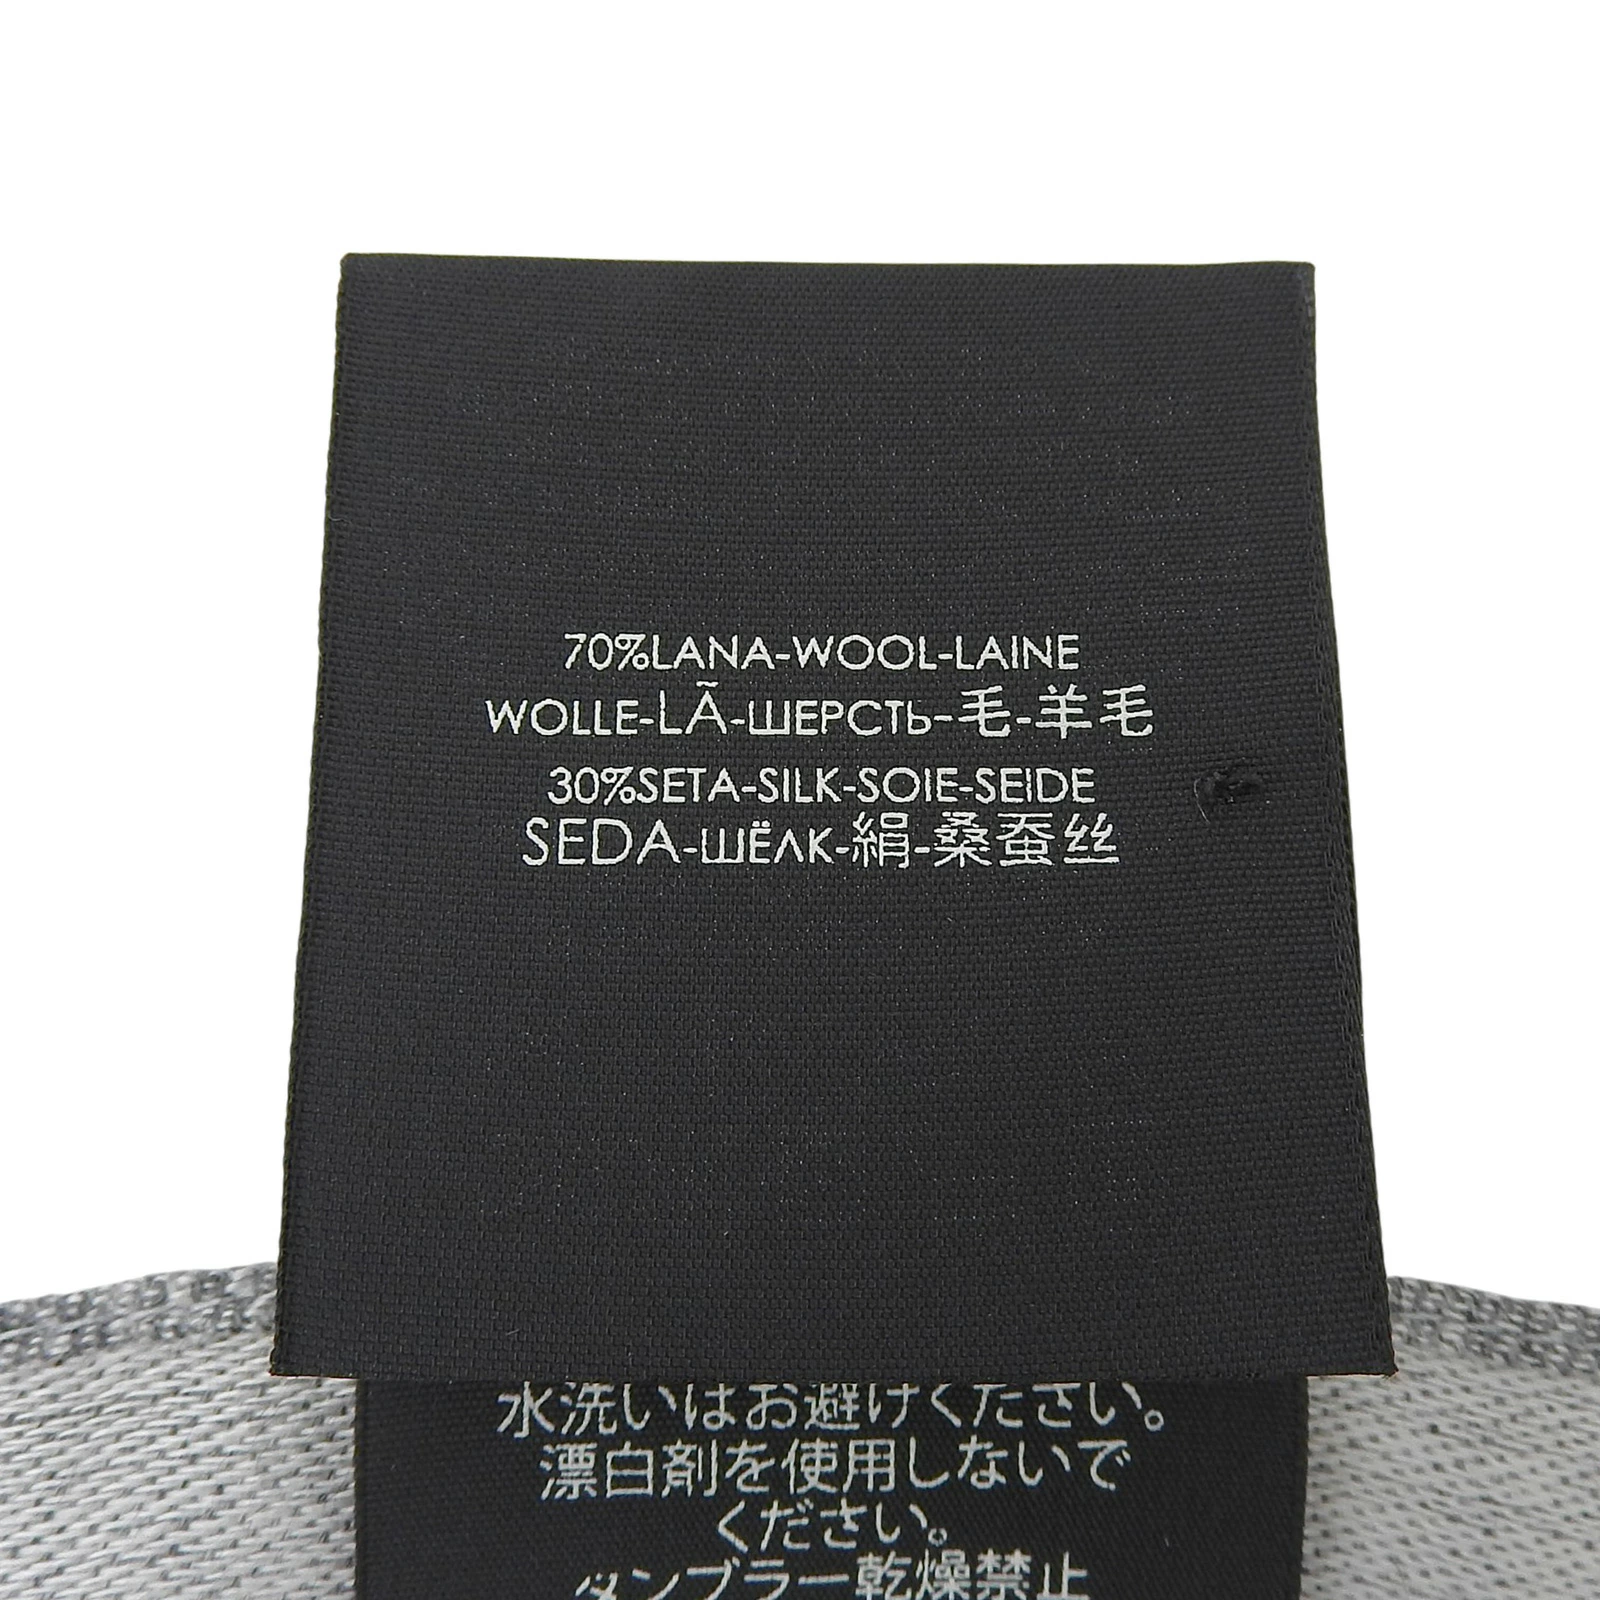 70%LANA-WOOL-LAINE
WOLLE-LÃ-ШЕРСТЬ-毛-羊毛
30%SETA-SILK-SOIE-SEIDE
SEDA-ШЁЛК-絹-桑蚕丝
水洗いはお避けください。
漂白剤を使用しないで
ください。
タンブラー乾燥禁止